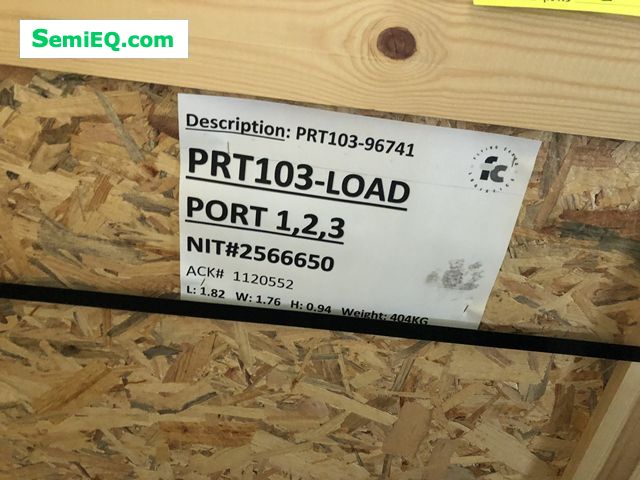 SemiEQ.com
Description: PRT103-96741
PRT103-LOAD
PORT 1,2,3
NIT#2566650
ACK# 1120552
L: 1.82 W: 1.76 H: 0.94 Weight: 404KG